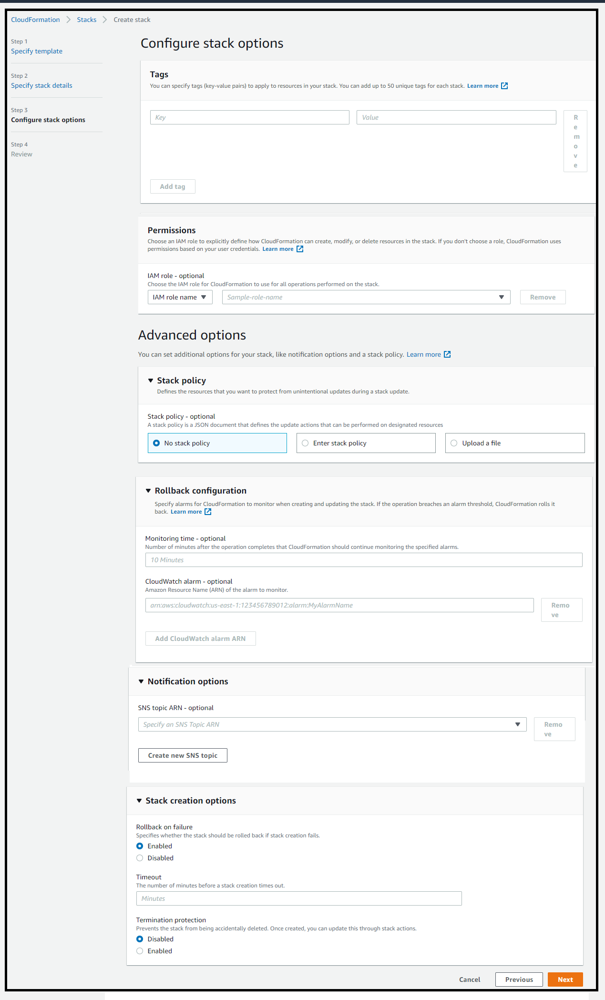 CloudFormation > Stacks > Create stack
Step 1
Specify template
Step 2
Specify stack details
Step 3
Configure stack options
Step 4
Review
Configure stack options
Tags
You can specify tags (key-value pairs) to apply to resources in your stack. You can add up to 50 unique tags for each stack. Learn more
Key
Value
Remove
Add tag
Permissions
Choose an IAM role to explicitly define how CloudFormation can create, modify, or delete resources in the stack. If you don't choose a role, CloudFormation uses
permissions based on your user credentials. Learn more
IAM role - optional
Choose the IAM role for CloudFormation to use for all operations performed on the stack.
IAM role name
Sample-role-name
Remove
Advanced options
You can set additional options for your stack, like notification options and a stack policy. Learn more
Stack policy
Defines the resources that you want to protect from unintentional updates during a stack update.
Stack policy - optional
A stack policy is a JSON document that defines the update actions that can be performed on designated resources
No stack policy
Enter stack policy
Upload a file
Rollback configuration
Specify alarms for CloudFormation to monitor when creating and updating the stack. If the operation breaches an alarm threshold, CloudFormation rolls it
back. Learn more
Monitoring time - optional
Number of minutes after the operation completes that CloudFormation should continue monitoring the specified alarms.
10 Minutes
CloudWatch alarm - optional
Amazon Resource Name (ARN) of the alarm to monitor.
arn:aws:cloudwatch:us-east-1:123456789012:alarm:MyAlarmName
Remo
ve
Add CloudWatch alarm ARN
Notification options
SNS topic ARN - optional
Specify an SNS Topic ARN
Remo
ve
Create new SNS topic
Stack creation options
Rollback on failure
Specifies whether the stack should be rolled back if stack creation fails.
Enabled
Disabled
Timeout
The number of minutes before a stack creation times out.
Minutes
Termination protection
Prevents the stack from being accidentally deleted. Once created, you can update this through stack actions.
Disabled
Enabled
Cancel
Previous
Next